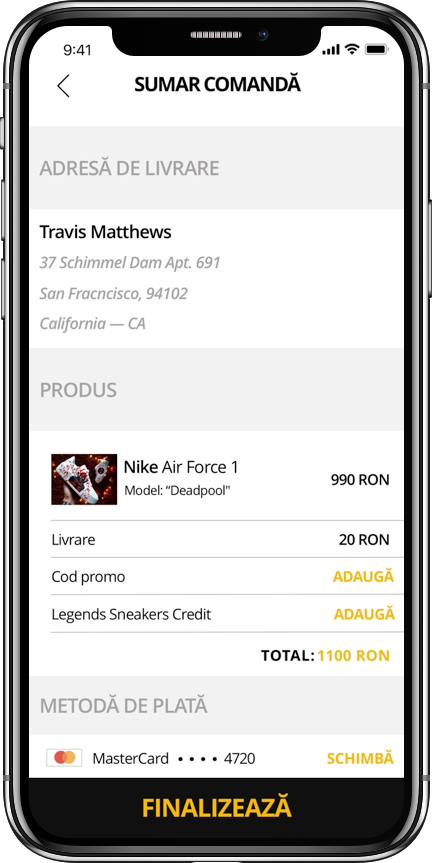 9:41
SUMAR COMANDĂ
ADRESĂ DE LIVRARE
Travis Matthews
37 Schimmel Dam Apt. 691
San Fracncisco, 94102
California — CA
PRODUS
Nike Air Force 1
Model: “Deadpool"
990 RON
Livrare 20 RON
Cod promo ADAUGĂ
Legends Sneakers Credit ADAUGĂ
TOTAL: 1100 RON
METODĂ DE PLATĂ
MasterCard • • • • 4720 SCHIMBĂ
FINALIZEAZĂ